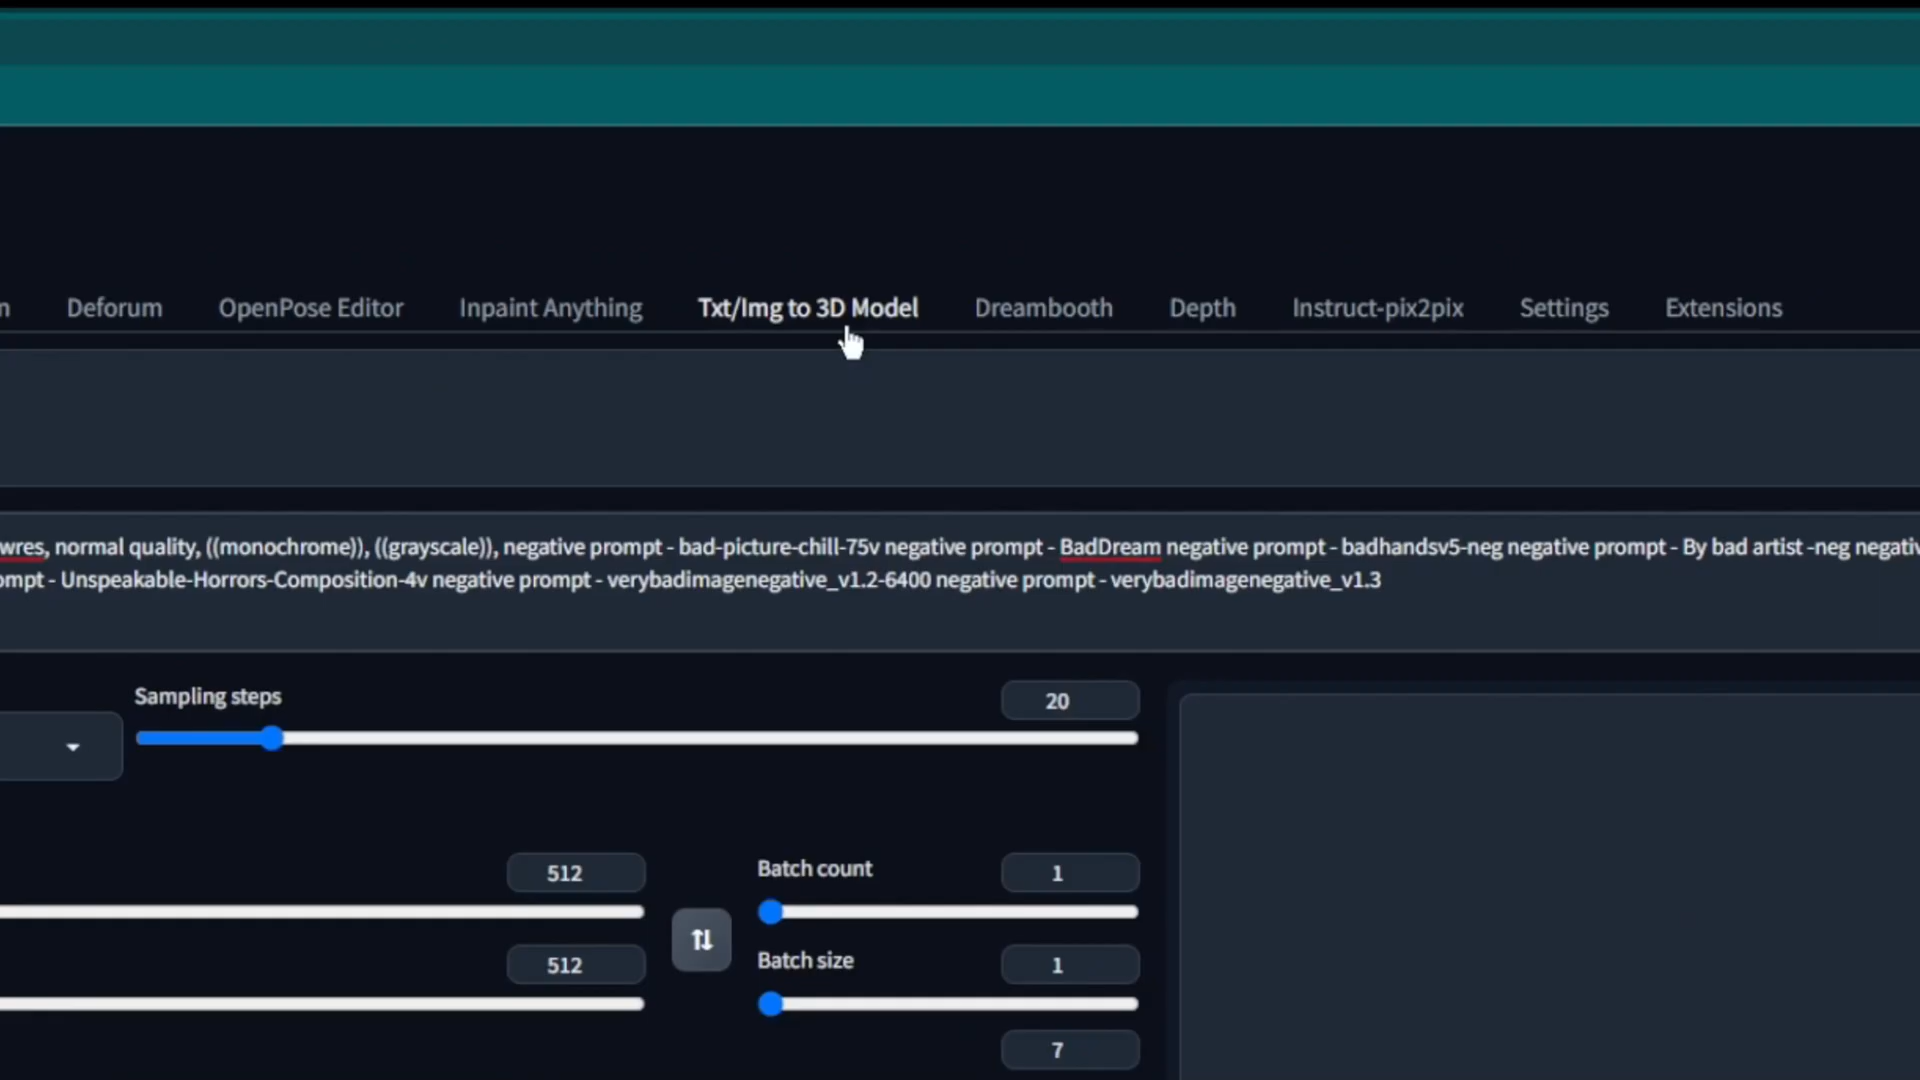 n Deforum OpenPose Editor Inpaint Anything Txt/Img to 3D Model Dreambooth Depth Instruct-pix2pix Settings Extensions
wres, normal quality, ((monochrome)), ((grayscale)), negative prompt - bad-picture-chill-75v negative prompt - BadDream negative prompt - badhandsv5-neg negative prompt - By bad artist -neg negativ
ompt - Unspeakable-Horrors-Composition-4v negative prompt - verybadimagenegative_v1.2-6400 negative prompt - verybadimagenegative_v1.3
Sampling steps 20
512 Batch count 1
512 Batch size 1
7